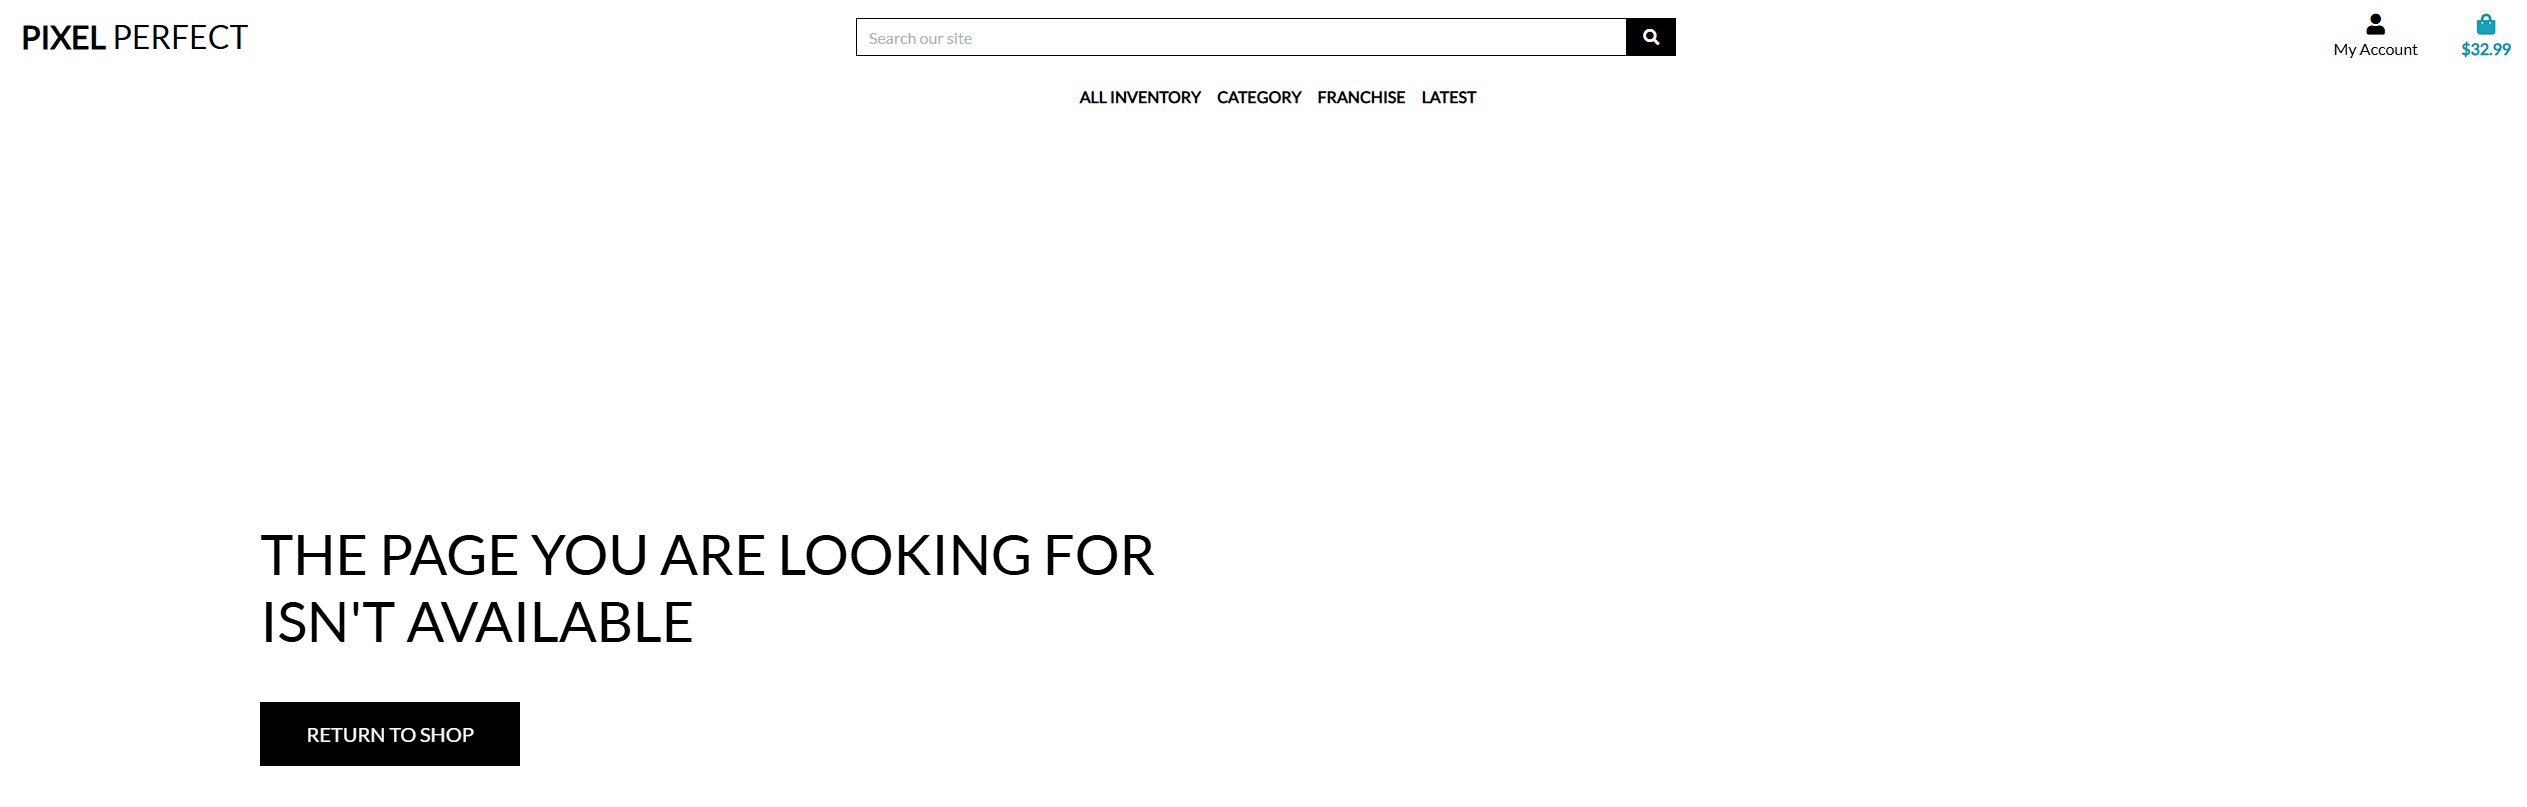 PIXEL PERFECT
Search our site
My Account
$32.99
ALL INVENTORY CATEGORY FRANCHISE LATEST
THE PAGE YOU ARE LOOKING FOR
ISN'T AVAILABLE
RETURN TO SHOP